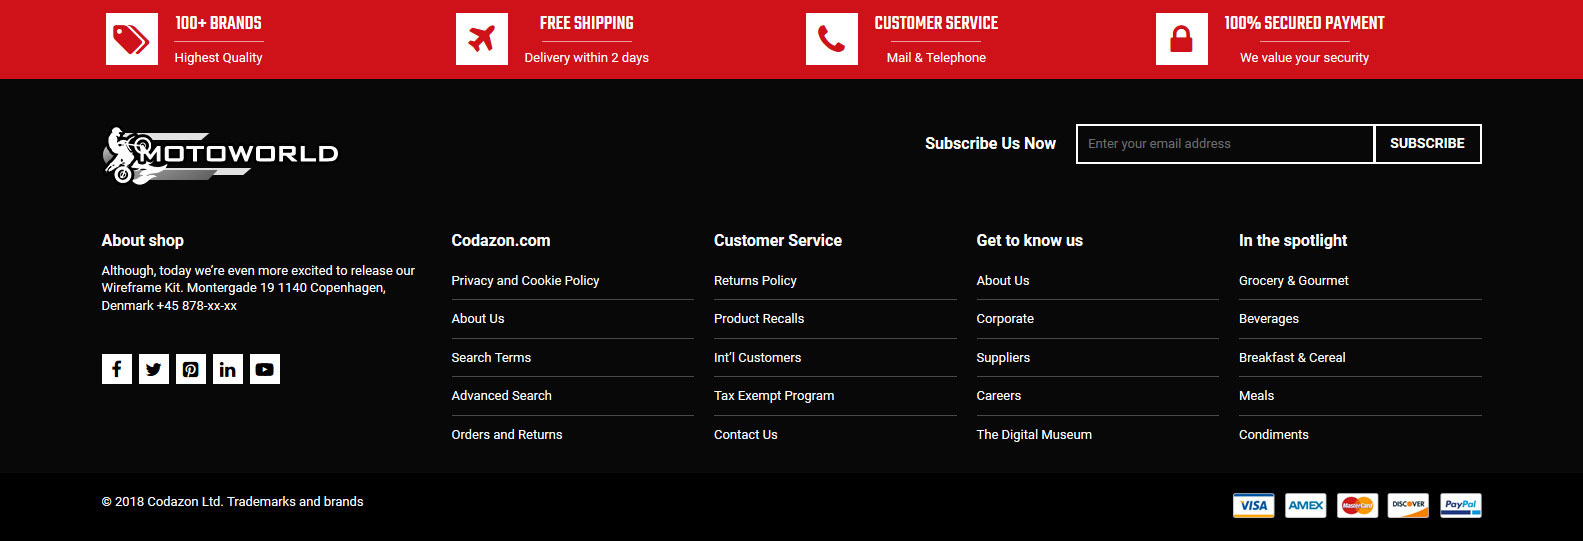 100+ BRANDS
Highest Quality
FREE SHIPPING
Delivery within 2 days
CUSTOMER SERVICE
Mail & Telephone
100% SECURED PAYMENT
We value your security
MOTOWORLD
Subscribe Us Now
Enter your email address
SUBSCRIBE
About shop
Although, today we're even more excited to release our
Wireframe Kit. Montergade 19 1140 Copenhagen,
Denmark +45 878-xx-xx
Codazon.com
Privacy and Cookie Policy
About Us
Search Terms
Advanced Search
Orders and Returns
Customer Service
Returns Policy
Product Recalls
Int'l Customers
Tax Exempt Program
Contact Us
Get to know us
About Us
Corporate
Suppliers
Careers
The Digital Museum
In the spotlight
Grocery & Gourmet
Beverages
Breakfast & Cereal
Meals
Condiments
© 2018 Codazon Ltd. Trademarks and brands
VISA
AMEX
MasterCard
DISCOVER
PayPal